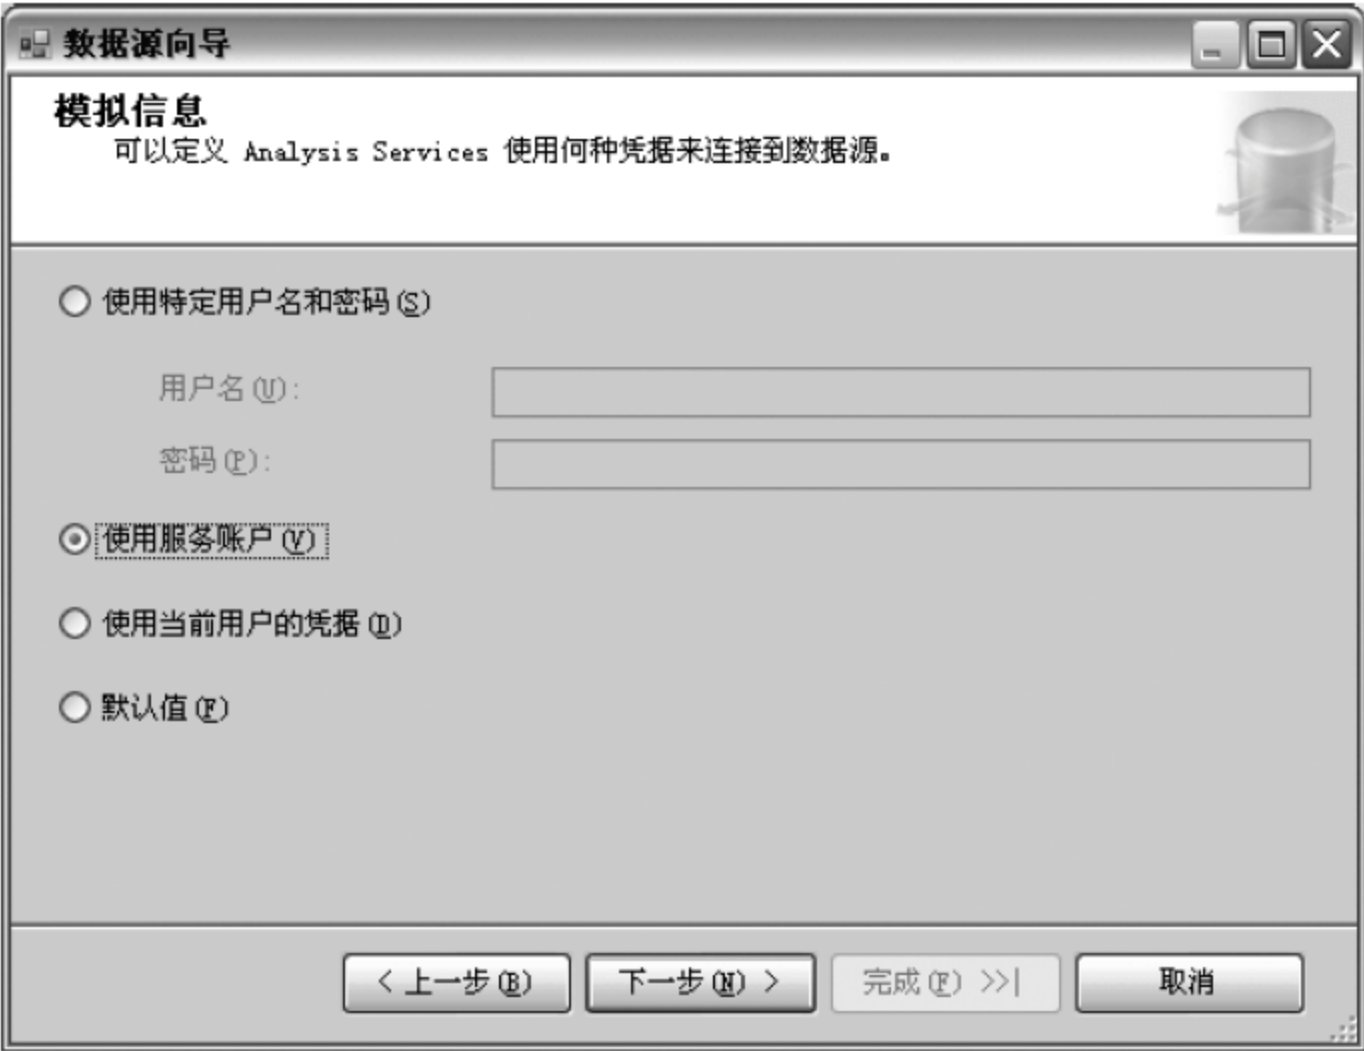 数据源向导
模拟信息
可以定义 Analysis Services 使用何种凭据来连接到数据源。
使用特定用户名和密码(S)
用户名(U):
密码(P):
使用服务账户(V)
使用当前用户的凭据(D)
默认值(F)
< 上一步(B)
下一步(N) >
完成(F) >>|
取消